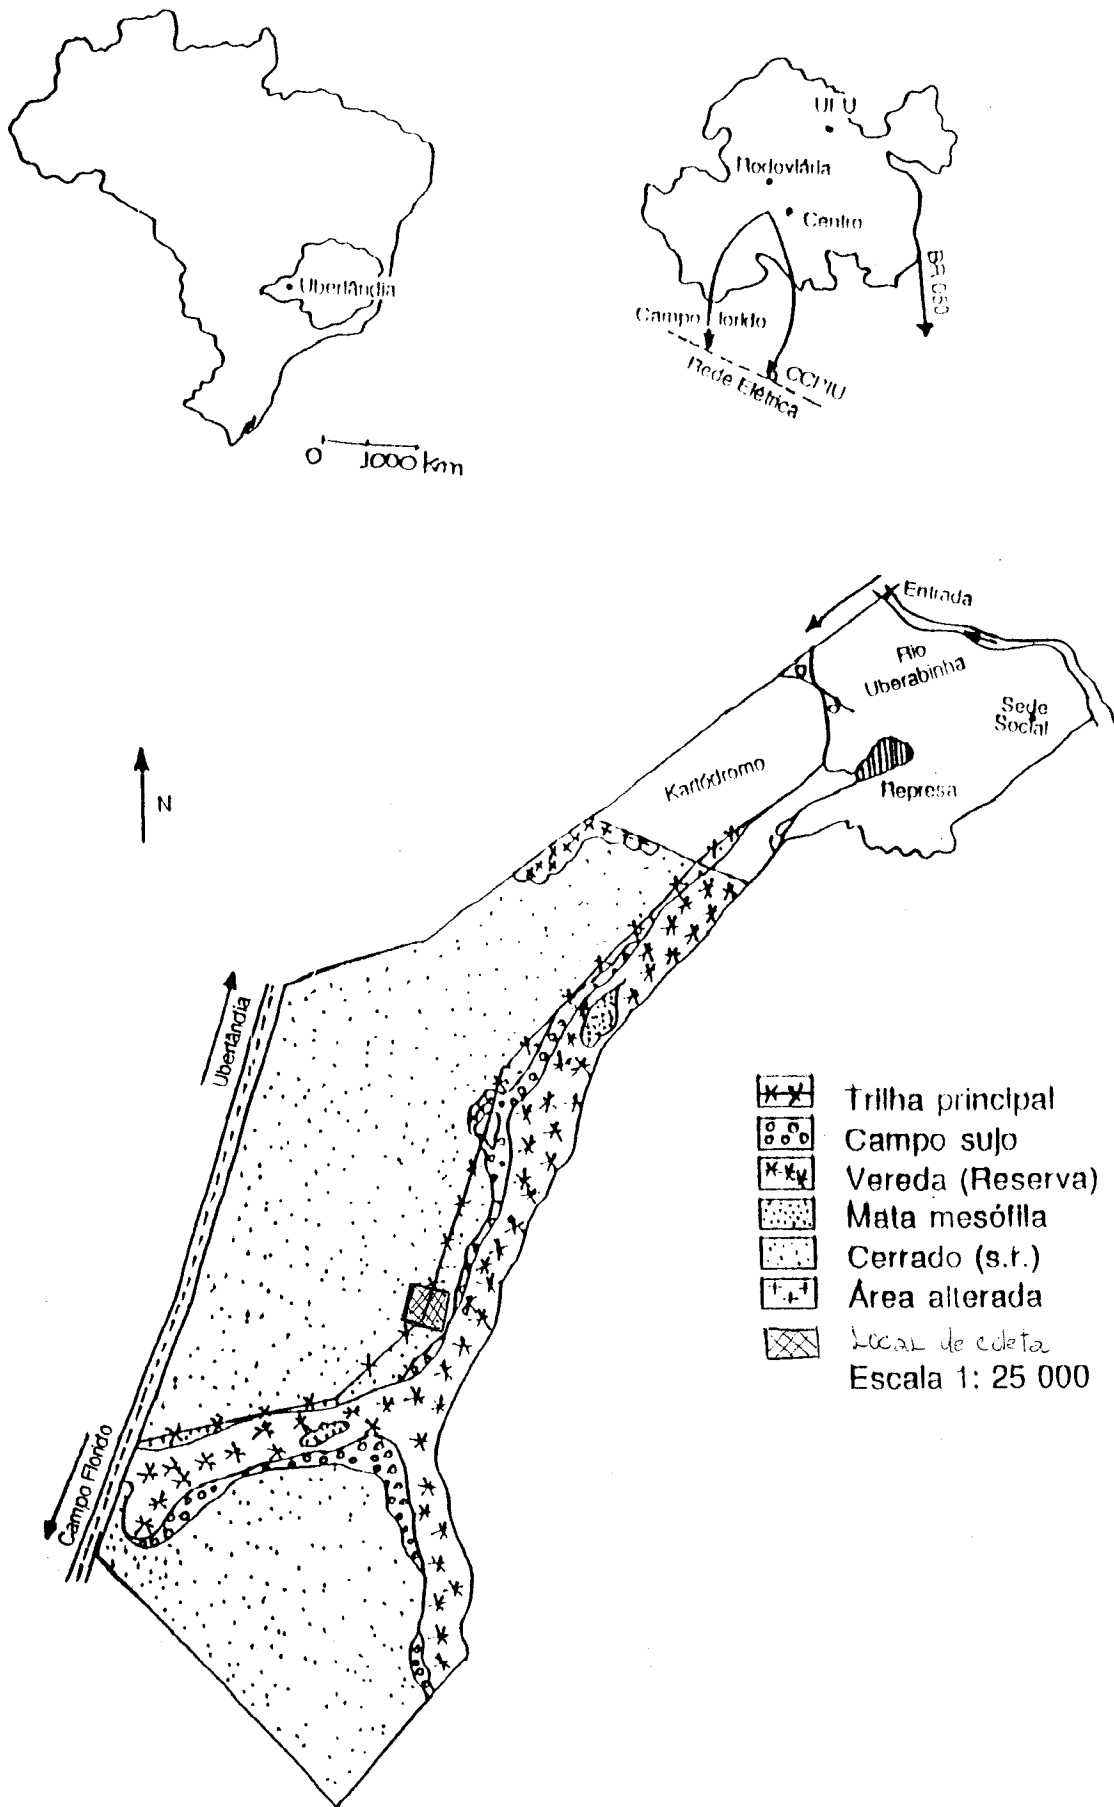 Uberlândia
0 1000 km
UFU
Rodoviária
Centro
BR 050
Campo lorido
CCPIU
Rede Elétrica
Entrada
Rio
Uberabinha
Sede
Social
Kartódromo
Represa
N
Uberlândia
Campo Florido
Trilha principal
Campo sujo
Vereda (Reserva)
Mata mesófila
Cerrado (s.r.)
Área alterada
Local de coleta
Escala 1: 25 000